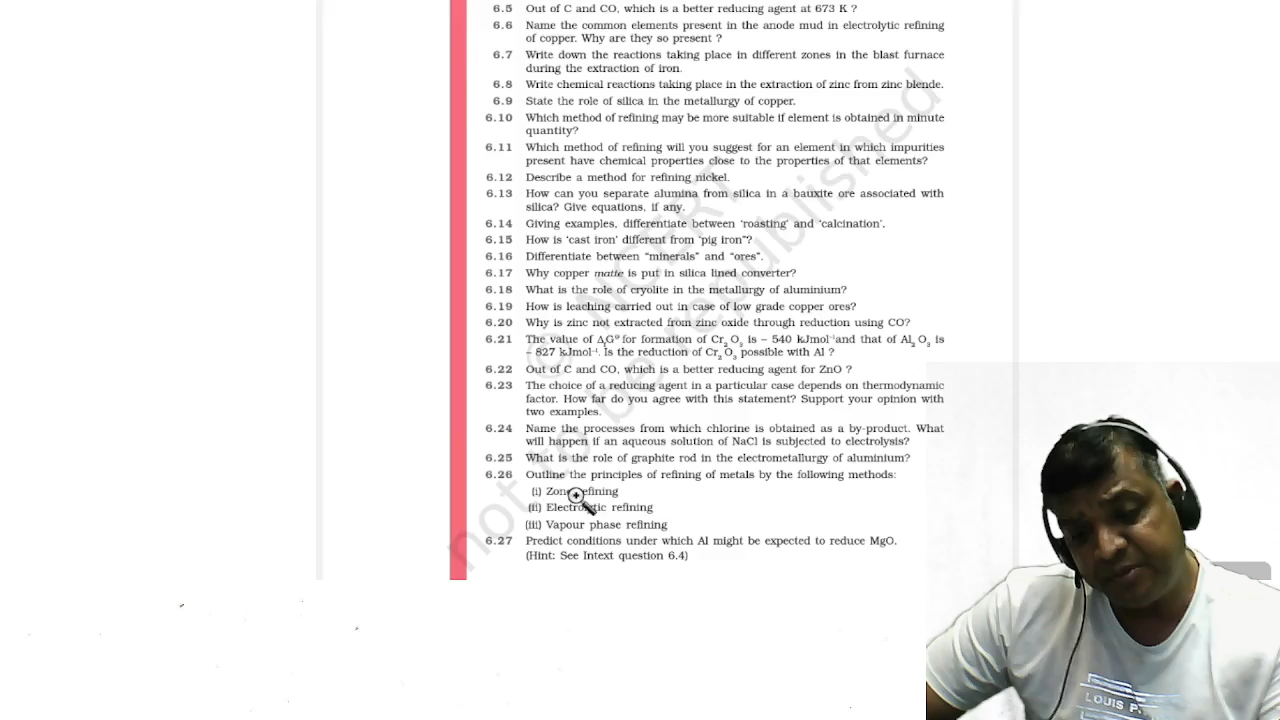 6.5 Out of C and CO, which is a better reducing agent at 673 K ?
6.6 Name the common elements present in the anode mud in electrolytic refining
of copper. Why are they so present ?
6.7 Write down the reactions taking place in different zones in the blast furnace
during the extraction of iron.
6.8 Write chemical reactions taking place in the extraction of zinc from zinc blende.
6.9 State the role of silica in the metallurgy of copper.
6.10 Which method of refining may be more suitable if element is obtained in minute
quantity?
6.11 Which method of refining will you suggest for an element in which impurities
present have chemical properties close to the properties of that elements?
6.12 Describe a method for refining nickel.
6.13 How can you separate alumina from silica in a bauxite ore associated with
silica? Give equations, if any.
6.14 Giving examples, differentiate between ‘roasting’ and ‘calcination’.
6.15 How is ‘cast iron’ different from ‘pig iron”?
6.16 Differentiate between “minerals” and “ores”.
6.17 Why copper matte is put in silica lined converter?
6.18 What is the role of cryolite in the metallurgy of aluminium?
6.19 How is leaching carried out in case of low grade copper ores?
6.20 Why is zinc not extracted from zinc oxide through reduction using CO?
6.21 The value of ΔfG⊖ for formation of Cr2O3 is – 540 kJmol⁻¹and that of Al2O3 is
– 827 kJmol⁻¹. Is the reduction of Cr2O3 possible with Al ?
6.22 Out of C and CO, which is a better reducing agent for ZnO ?
6.23 The choice of a reducing agent in a particular case depends on thermodynamic
factor. How far do you agree with this statement? Support your opinion with
two examples.
6.24 Name the processes from which chlorine is obtained as a by-product. What
will happen if an aqueous solution of NaCl is subjected to electrolysis?
6.25 What is the role of graphite rod in the electrometallurgy of aluminium?
6.26 Outline the principles of refining of metals by the following methods:
(i) Zone refining
(ii) Electrolytic refining
(iii) Vapour phase refining
6.27 Predict conditions under which Al might be expected to reduce MgO.
(Hint: See Intext question 6.4)
© NCERT
not to be republished
LOUIS P.